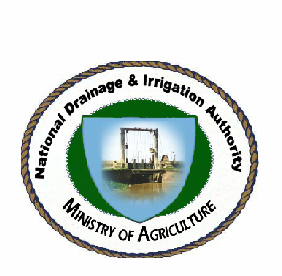 National Drainage & Irrigation Authority
MINISTRY OF AGRICULTURE